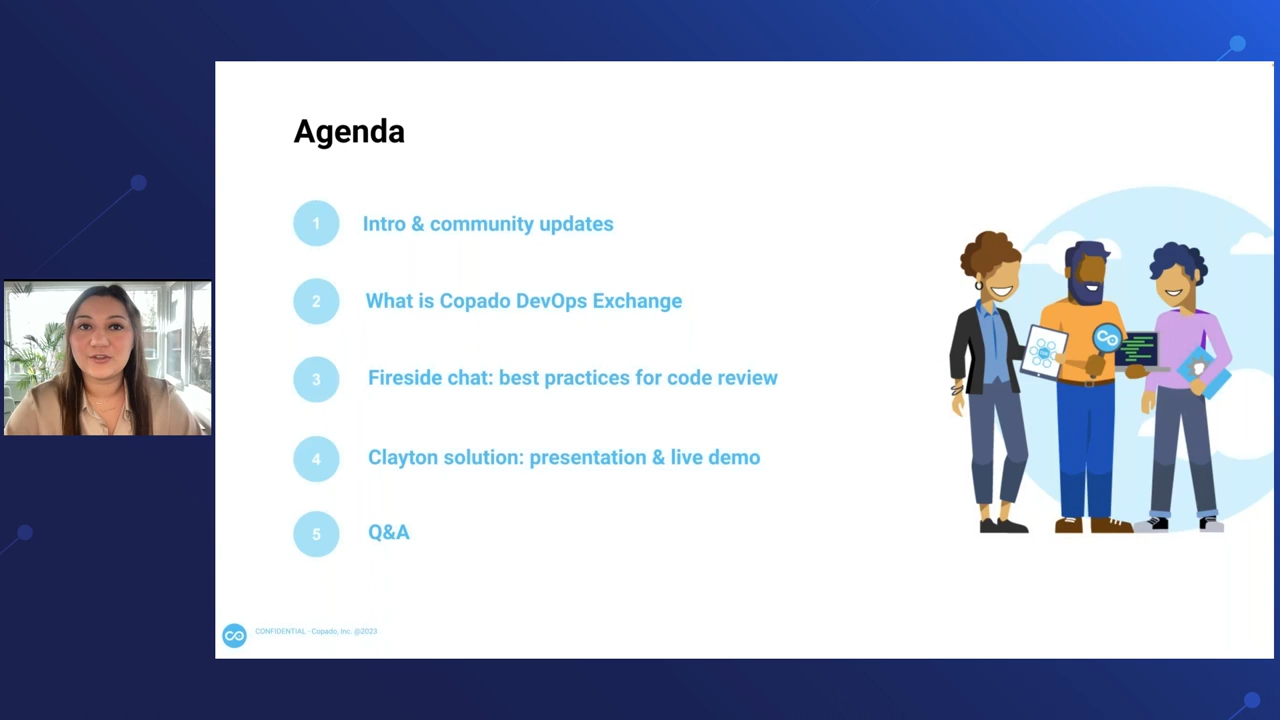 Agenda
1 Intro & community updates
2 What is Copado DevOps Exchange
3 Fireside chat: best practices for code review
4 Clayton solution: presentation & live demo
5 Q&A
CONFIDENTIAL - Copado, Inc. @2023